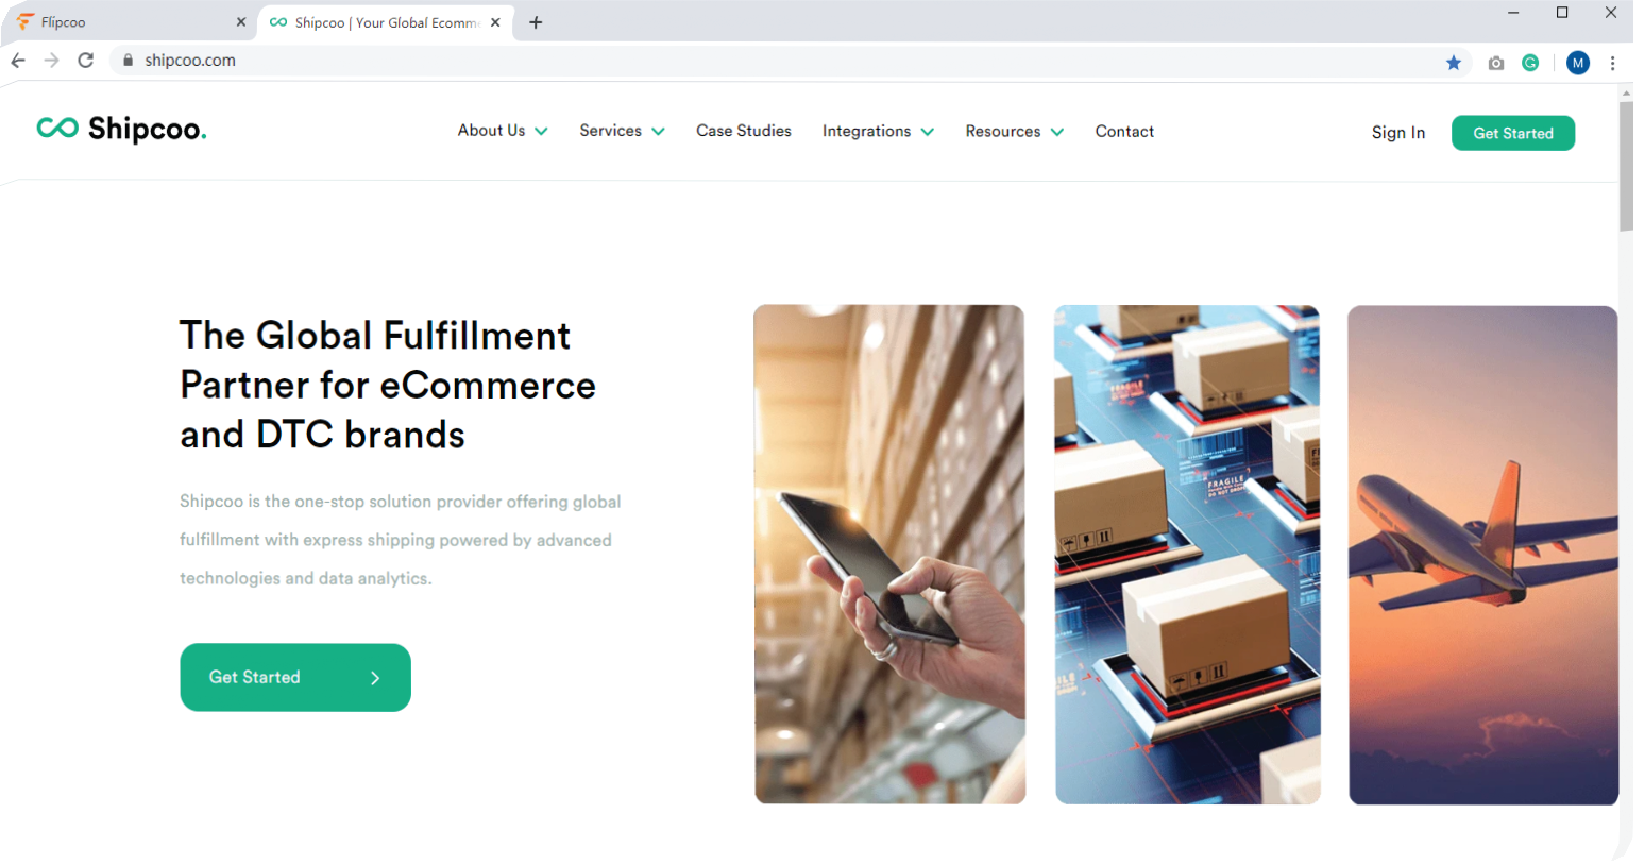 Flipcoo
Shipcoo | Your Global Ecomm
shipcoo.com
M
Shipcoo.
About Us
Services
Case Studies
Integrations
Resources
Contact
Sign In
Get Started
The Global Fulfillment
Partner for eCommerce
and DTC brands
Shipcoo is the one-stop solution provider offering global
fulfillment with express shipping powered by advanced
technologies and data analytics.
Get Started
FRAGILE
FRAGILE